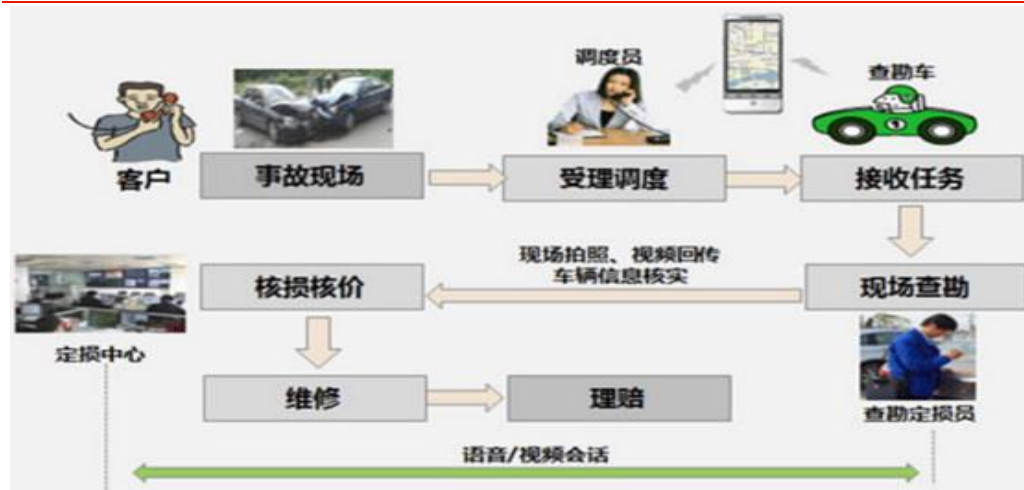 调度员
查勘车
客户
事故现场
受理调度
接收任务
现场拍照、视频回传
车辆信息核实
核损核价
现场查勘
定损中心
维修
理赔
查勘定损员
语音/视频会话